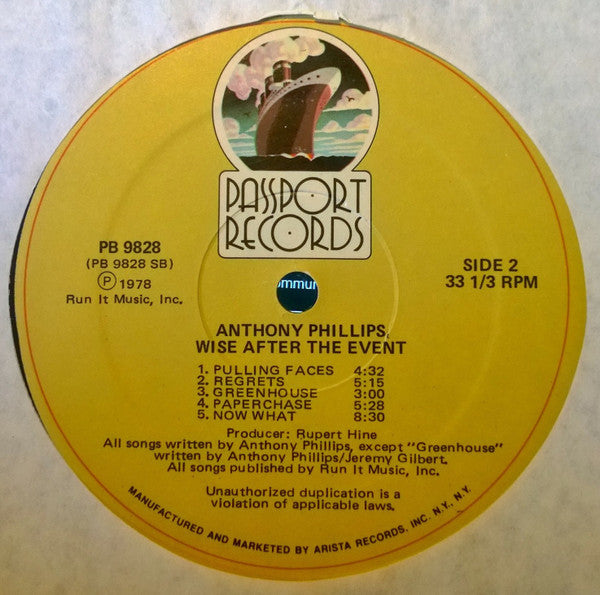 PASSPORT
RECORDS
PB 9828
(PB 9828 SB)
Ⓟ 1978
Run It Music, Inc.
SIDE 2
33 1/3 RPM
ommun
ANTHONY PHILLIPS,
WISE AFTER THE EVENT
1. PULLING FACES 4:32
2. REGRETS 5:15
3. GREENHOUSE 3:00
4. PAPERCHASE 5:28
5. NOW WHAT 8:30
Producer: Rupert Hine
All songs written by Anthony Phillips, except "Greenhouse"
written by Anthony Phillips/Jeremy Gilbert.
All songs published by Run It Music, Inc.
Unauthorized duplication is a
violation of applicable laws.
MANUFACTURED AND MARKETED BY ARISTA RECORDS, INC. N.Y., N.Y.